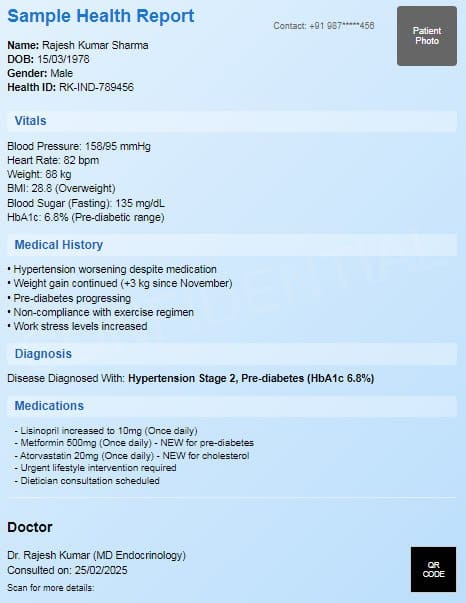 Sample Health Report
Contact: +91 987*****456
Patient
Photo
Name: Rajesh Kumar Sharma
DOB: 15/03/1978
Gender: Male
Health ID: RK-IND-789456
Vitals
Blood Pressure: 158/95 mmHg
Heart Rate: 82 bpm
Weight: 88 kg
BMI: 28.8 (Overweight)
Blood Sugar (Fasting): 135 mg/dL
HbA1c: 6.8% (Pre-diabetic range)
Medical History
• Hypertension worsening despite medication
• Weight gain continued (+3 kg since November)
• Pre-diabetes progressing
• Non-compliance with exercise regimen
• Work stress levels increased
Diagnosis
Disease Diagnosed With: Hypertension Stage 2, Pre-diabetes (HbA1c 6.8%)
Medications
- Lisinopril increased to 10mg (Once daily)
- Metformin 500mg (Once daily) - NEW for pre-diabetes
- Atorvastatin 20mg (Once daily) - NEW for cholesterol
- Urgent lifestyle intervention required
- Dietician consultation scheduled
Doctor
Dr. Rajesh Kumar (MD Endocrinology)
Consulted on: 25/02/2025
Scan for more details:
QR
CODE